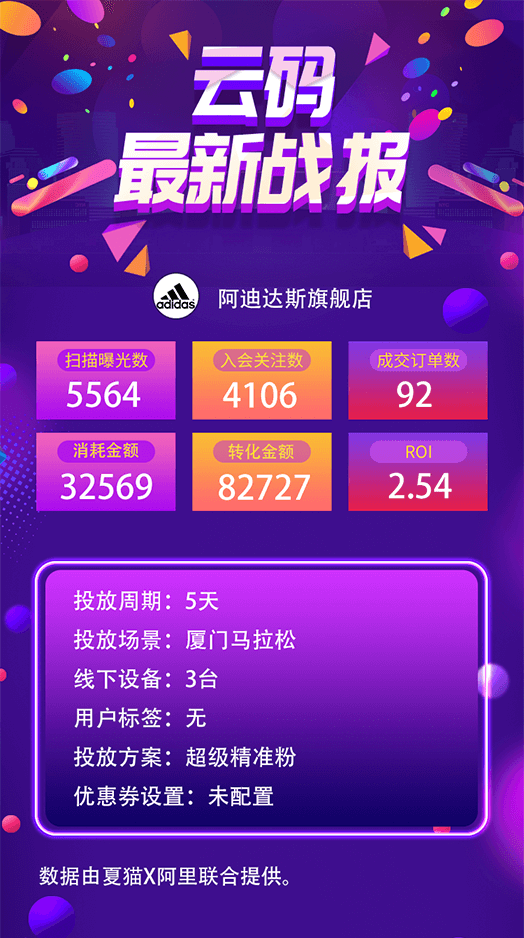 云码
最新战报
adidas
阿迪达斯旗舰店
扫描曝光数
5564
入会关注数
4106
成交订单数
92
消耗金额
32569
转化金额
82727
ROI
2.54
投放周期：5天
投放场景：厦门马拉松
线下设备：3台
用户标签：无
投放方案：超级精准粉
优惠券设置：未配置
数据由夏猫X阿里联合提供。